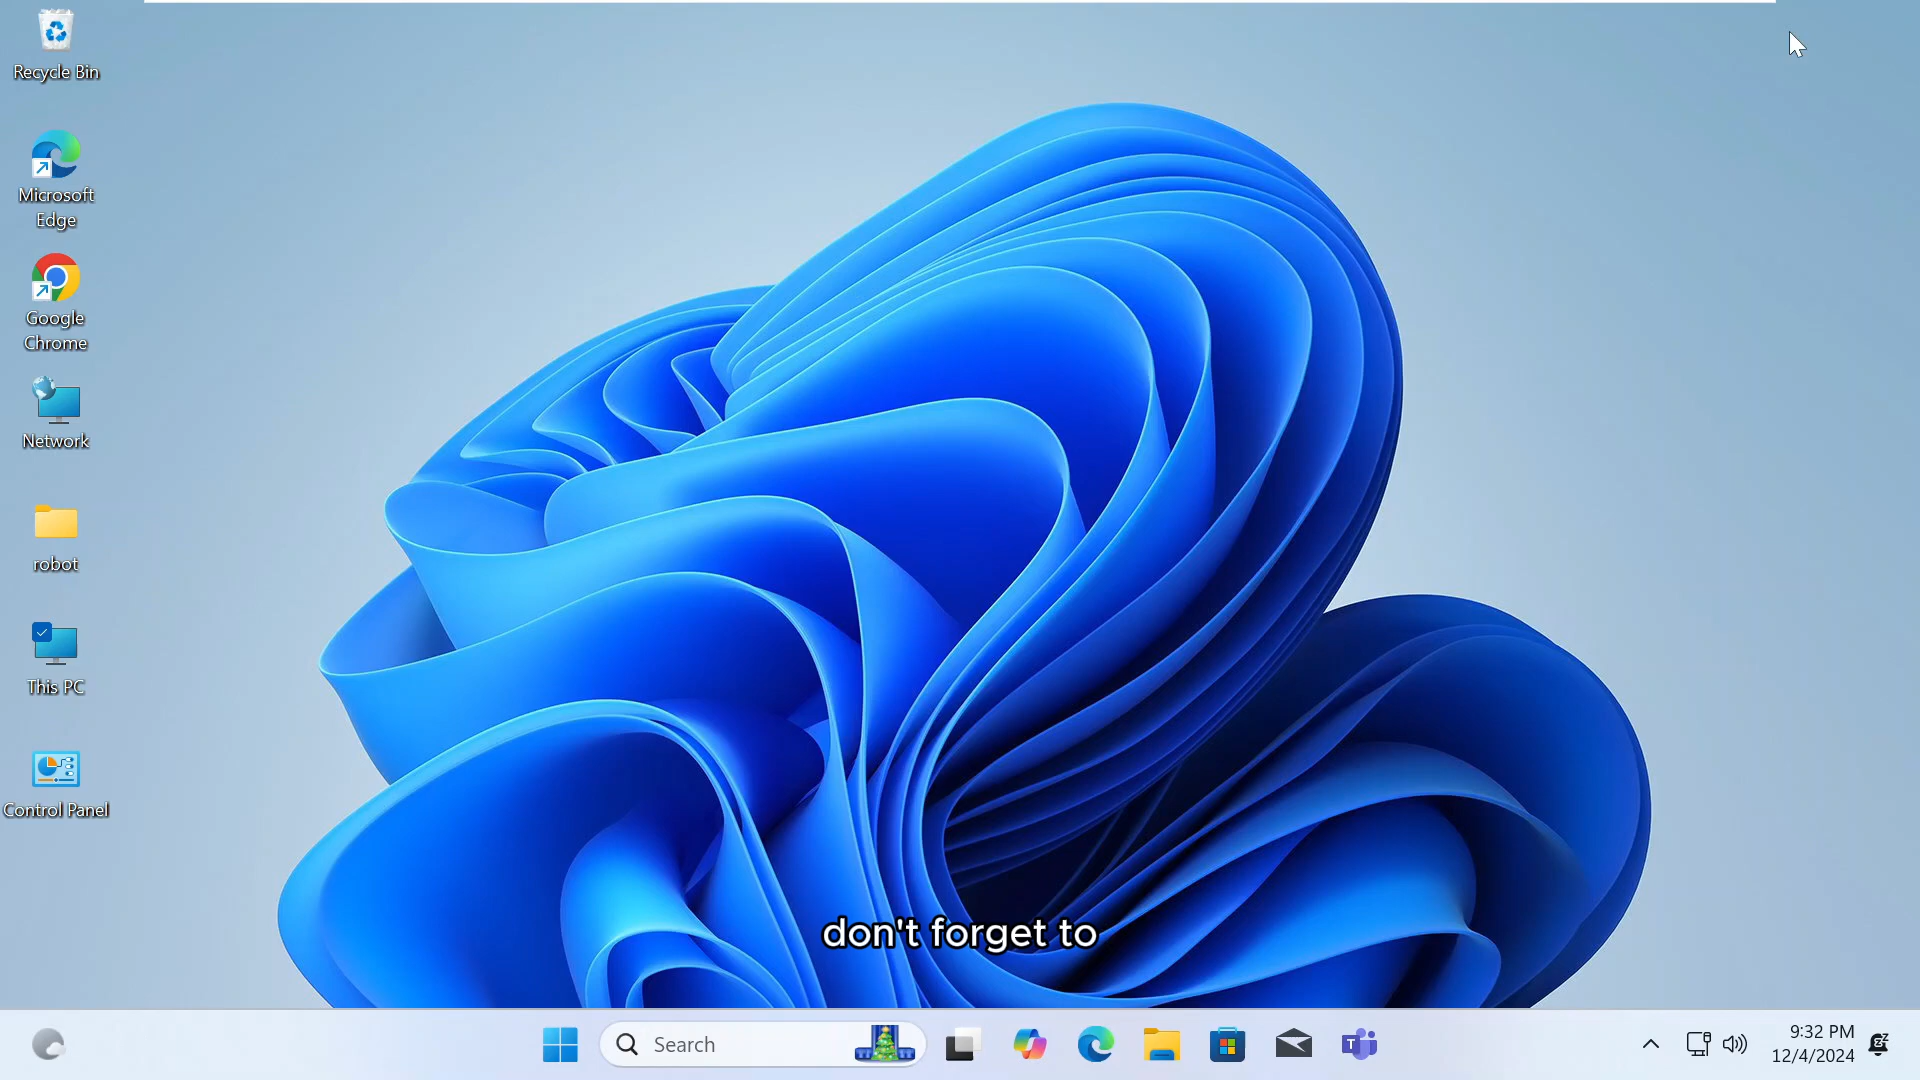 Recycle Bin
Microsoft
Edge
Google
Chrome
Network
robot
This PC
Control Panel
don't forget to
Search
T
9:32 PM
12/4/2024